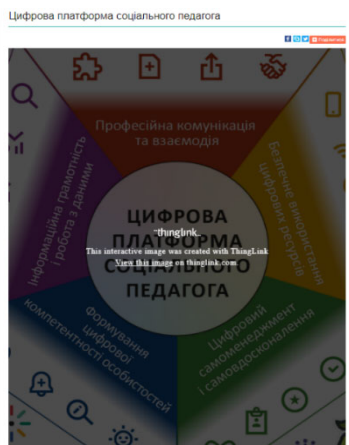 Цифрова платформа соціального педагога
Професійна комунікація
та взаємодія
Інформаційна грамотність
і робота з даними
Безпечне використання
цифрових ресурсів
ЦИФРОВА
ПЛАТФОРМА
СОЦІАЛЬНОГО
ПЕДАГОГА
thinglink..
This interactive image was created with ThingLink
View this image on thinglink.com
Формування
цифрової
компетентності особистостей
Цифровий
самоменеджмент
і самовдосконалення